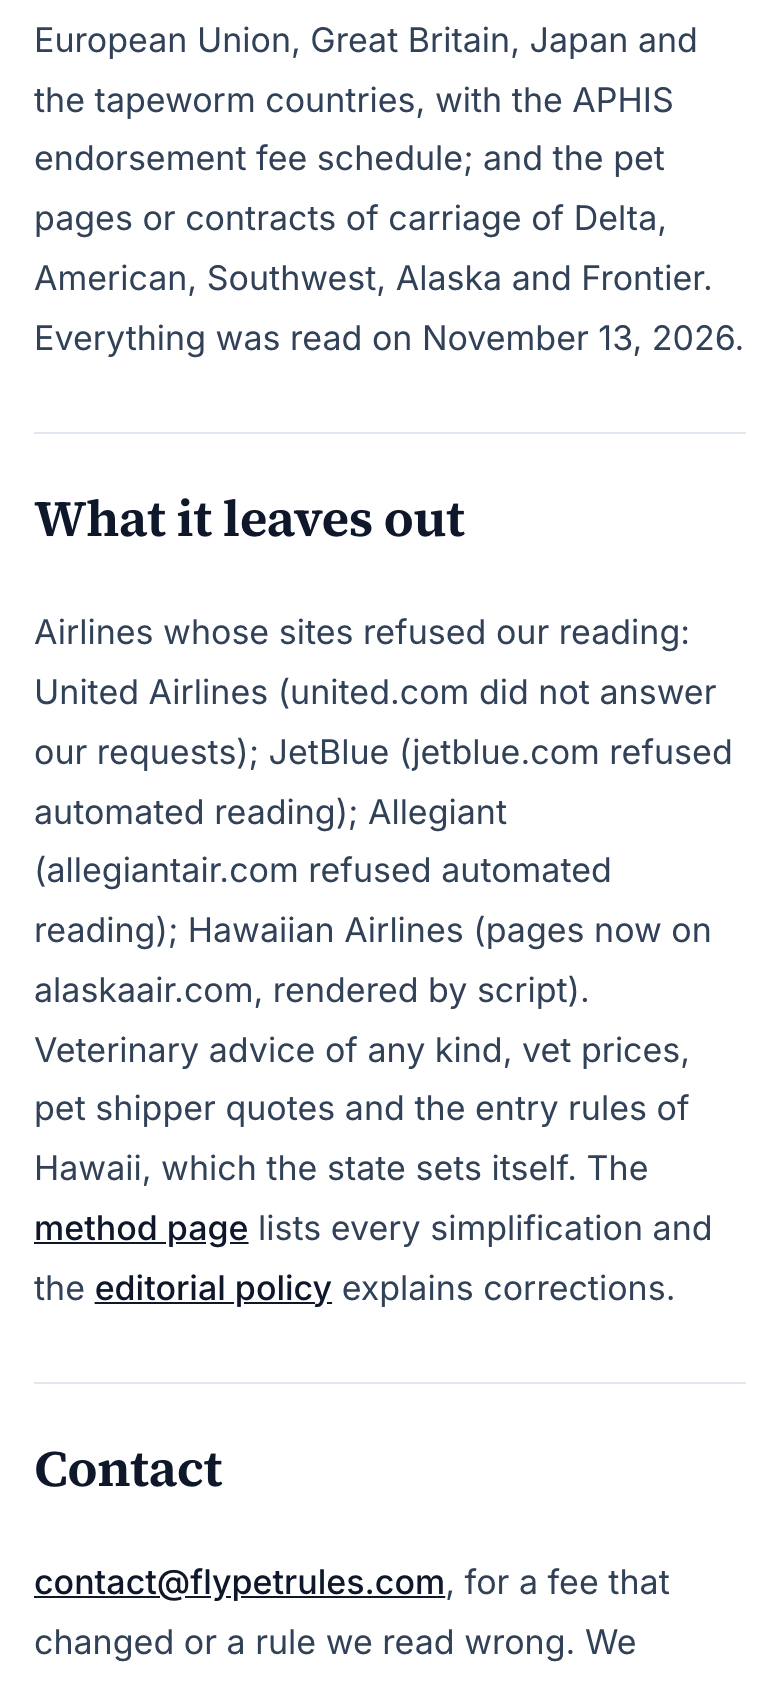 European Union, Great Britain, Japan and
the tapeworm countries, with the APHIS
endorsement fee schedule; and the pet
pages or contracts of carriage of Delta,
American, Southwest, Alaska and Frontier.
Everything was read on November 13, 2026.
What it leaves out
Airlines whose sites refused our reading:
United Airlines (united.com did not answer
our requests); JetBlue (jetblue.com refused
automated reading); Allegiant
(allegiantair.com refused automated
reading); Hawaiian Airlines (pages now on
alaskaair.com, rendered by script).
Veterinary advice of any kind, vet prices,
pet shipper quotes and the entry rules of
Hawaii, which the state sets itself. The
method page lists every simplification and
the editorial policy explains corrections.
Contact
contact@flypetrules.com, for a fee that
changed or a rule we read wrong. We